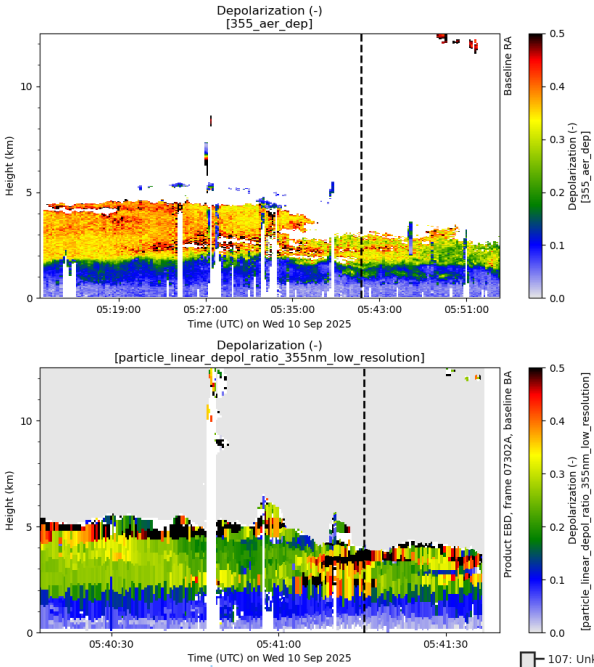 Depolarization (-)
[355_aer_dep]
Baseline RA
0.5
0.4
0.3
0.2
0.1
0.0
Depolarization (-)
[355_aer_dep]
Height (km)
10
5
0
05:19:00
05:27:00
05:35:00
05:43:00
05:51:00
Time (UTC) on Wed 10 Sep 2025
Depolarization (-)
[particle_linear_depol_ratio_355nm_low_resolution]
Product: EBD, frame 07302A, baseline BA
0.5
0.4
0.3
0.2
0.1
0.0
Depolarization (-)
[particle_linear_depol_ratio_355nm_low_resolution]
Height (km)
10
5
0
05:40:30
05:41:00
05:41:30
Time (UTC) on Wed 10 Sep 2025
107: Unk